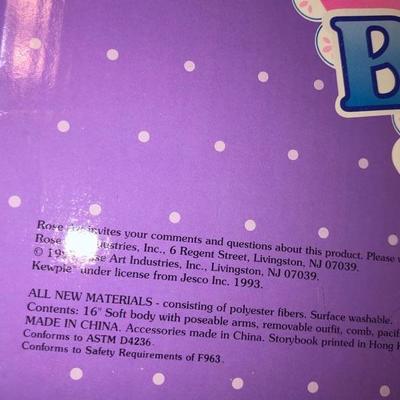 B
Rose Art invites your comments and questions about this product. Please
Rose Industries, Inc., 6 Regent Street, Livingston, NJ 07039.
© Rose Art Industries, Inc., Livingston, NJ 07039.
Kewpie under license from Jesco Inc. 1993.
ALL NEW MATERIALS - consisting of polyester fibers. Surface washable.
Contents: 16" Soft body with poseable arms, removable outfit, comb,
MADE IN CHINA. Accessories made in China. Storybook printed in Hong
Conforms to ASTM D4236.
Conforms to Safety Requirements of F963.